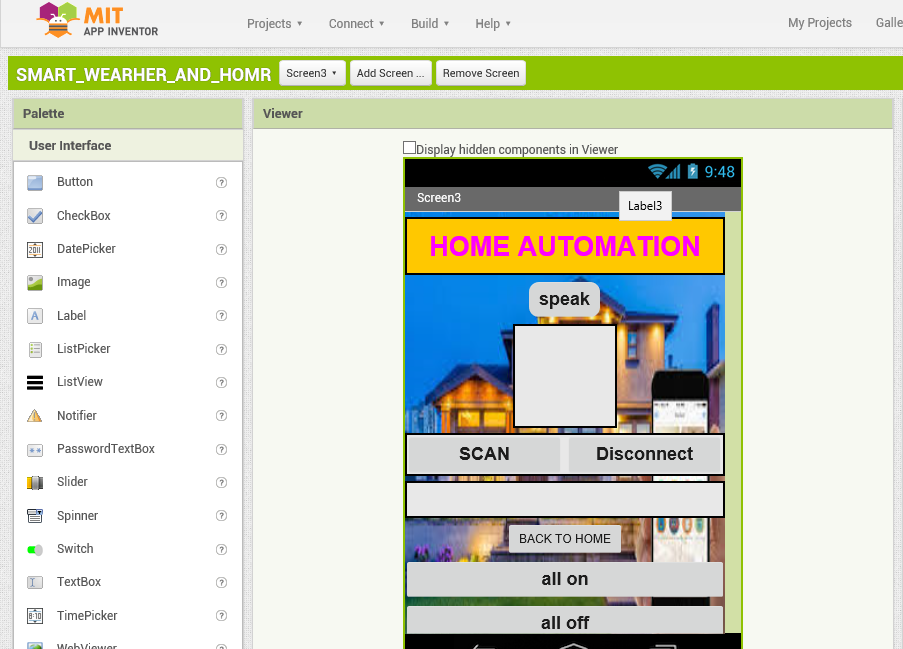 MIT
APP INVENTOR
Projects Connect Build Help My Projects Galle
SMART_WEARHER_AND_HOMR Screen3 Add Screen ... Remove Screen
Palette
Viewer
User Interface
Display hidden components in Viewer
Button
CheckBox
DatePicker
Image
Label
ListPicker
ListView
Notifier
PasswordTextBox
Slider
Spinner
Switch
TextBox
TimePicker
WebViewer
9:48
Screen3
Label3
HOME AUTOMATION
speak
SCAN Disconnect
BACK TO HOME
all on
all off